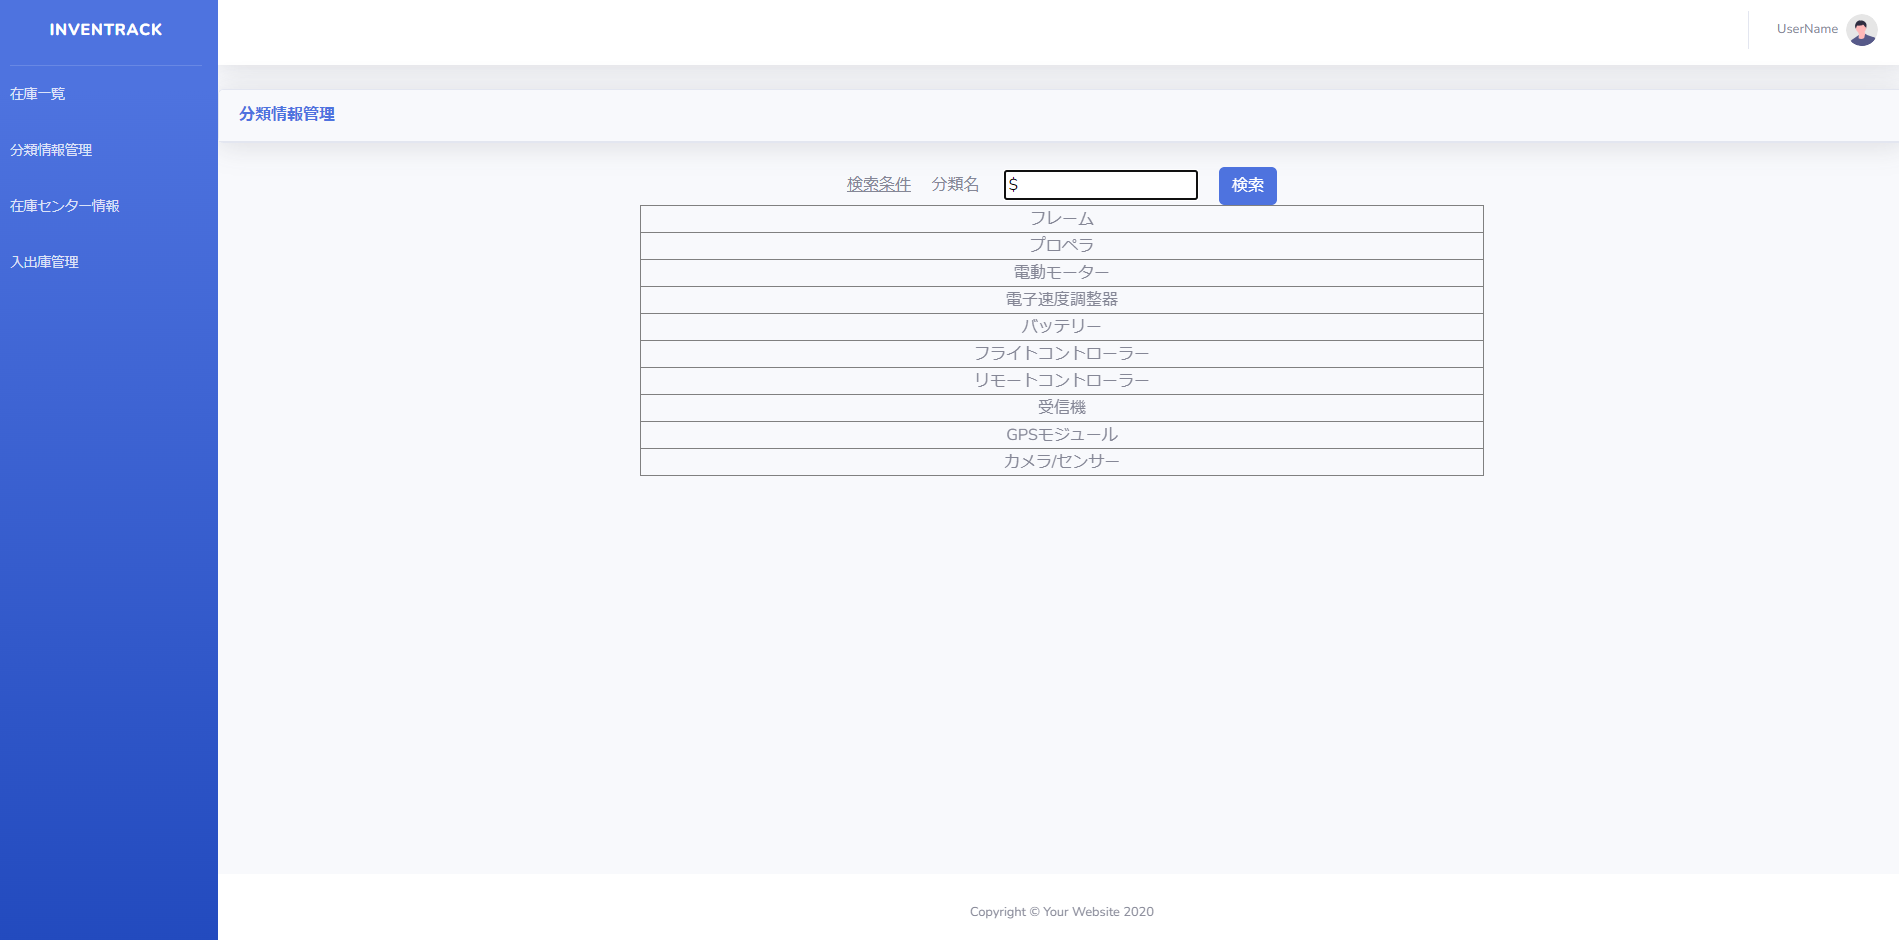 INVENTRACK
UserName
在庫一覧
分類情報管理
在庫センター情報
入出庫管理
分類情報管理
検索条件 分類名 $ 検索
フレーム
プロペラ
電動モーター
電子速度調整器
バッテリー
フライトコントローラー
リモートコントローラー
受信機
GPSモジュール
カメラ/センサー
Copyright © Your Website 2020